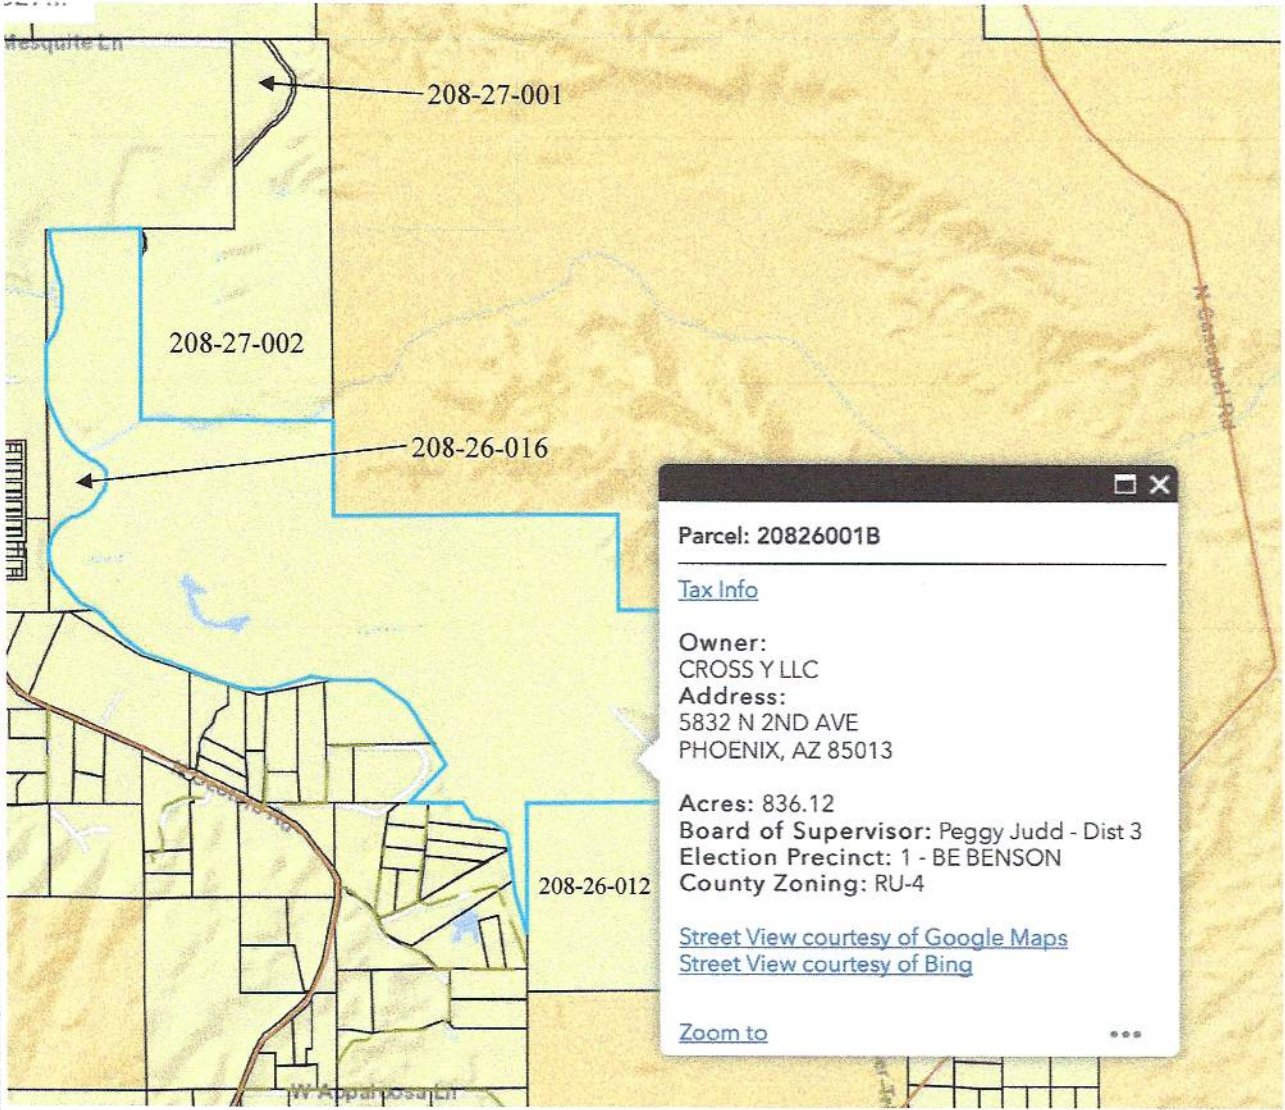 Mesquite Ln
208-27-001
208-27-002
208-26-016
N Cascabel Rd
Parcel: 20826001B
Tax Info
Owner:
CROSS Y LLC
Address:
5832 N 2ND AVE
PHOENIX, AZ 85013
Acres: 836.12
Board of Supervisor: Peggy Judd - Dist 3
Election Precinct: 1 - BE BENSON
County Zoning: RU-4
Street View courtesy of Google Maps
Street View courtesy of Bing
Zoom to
208-26-012
W Appaloosa Ln